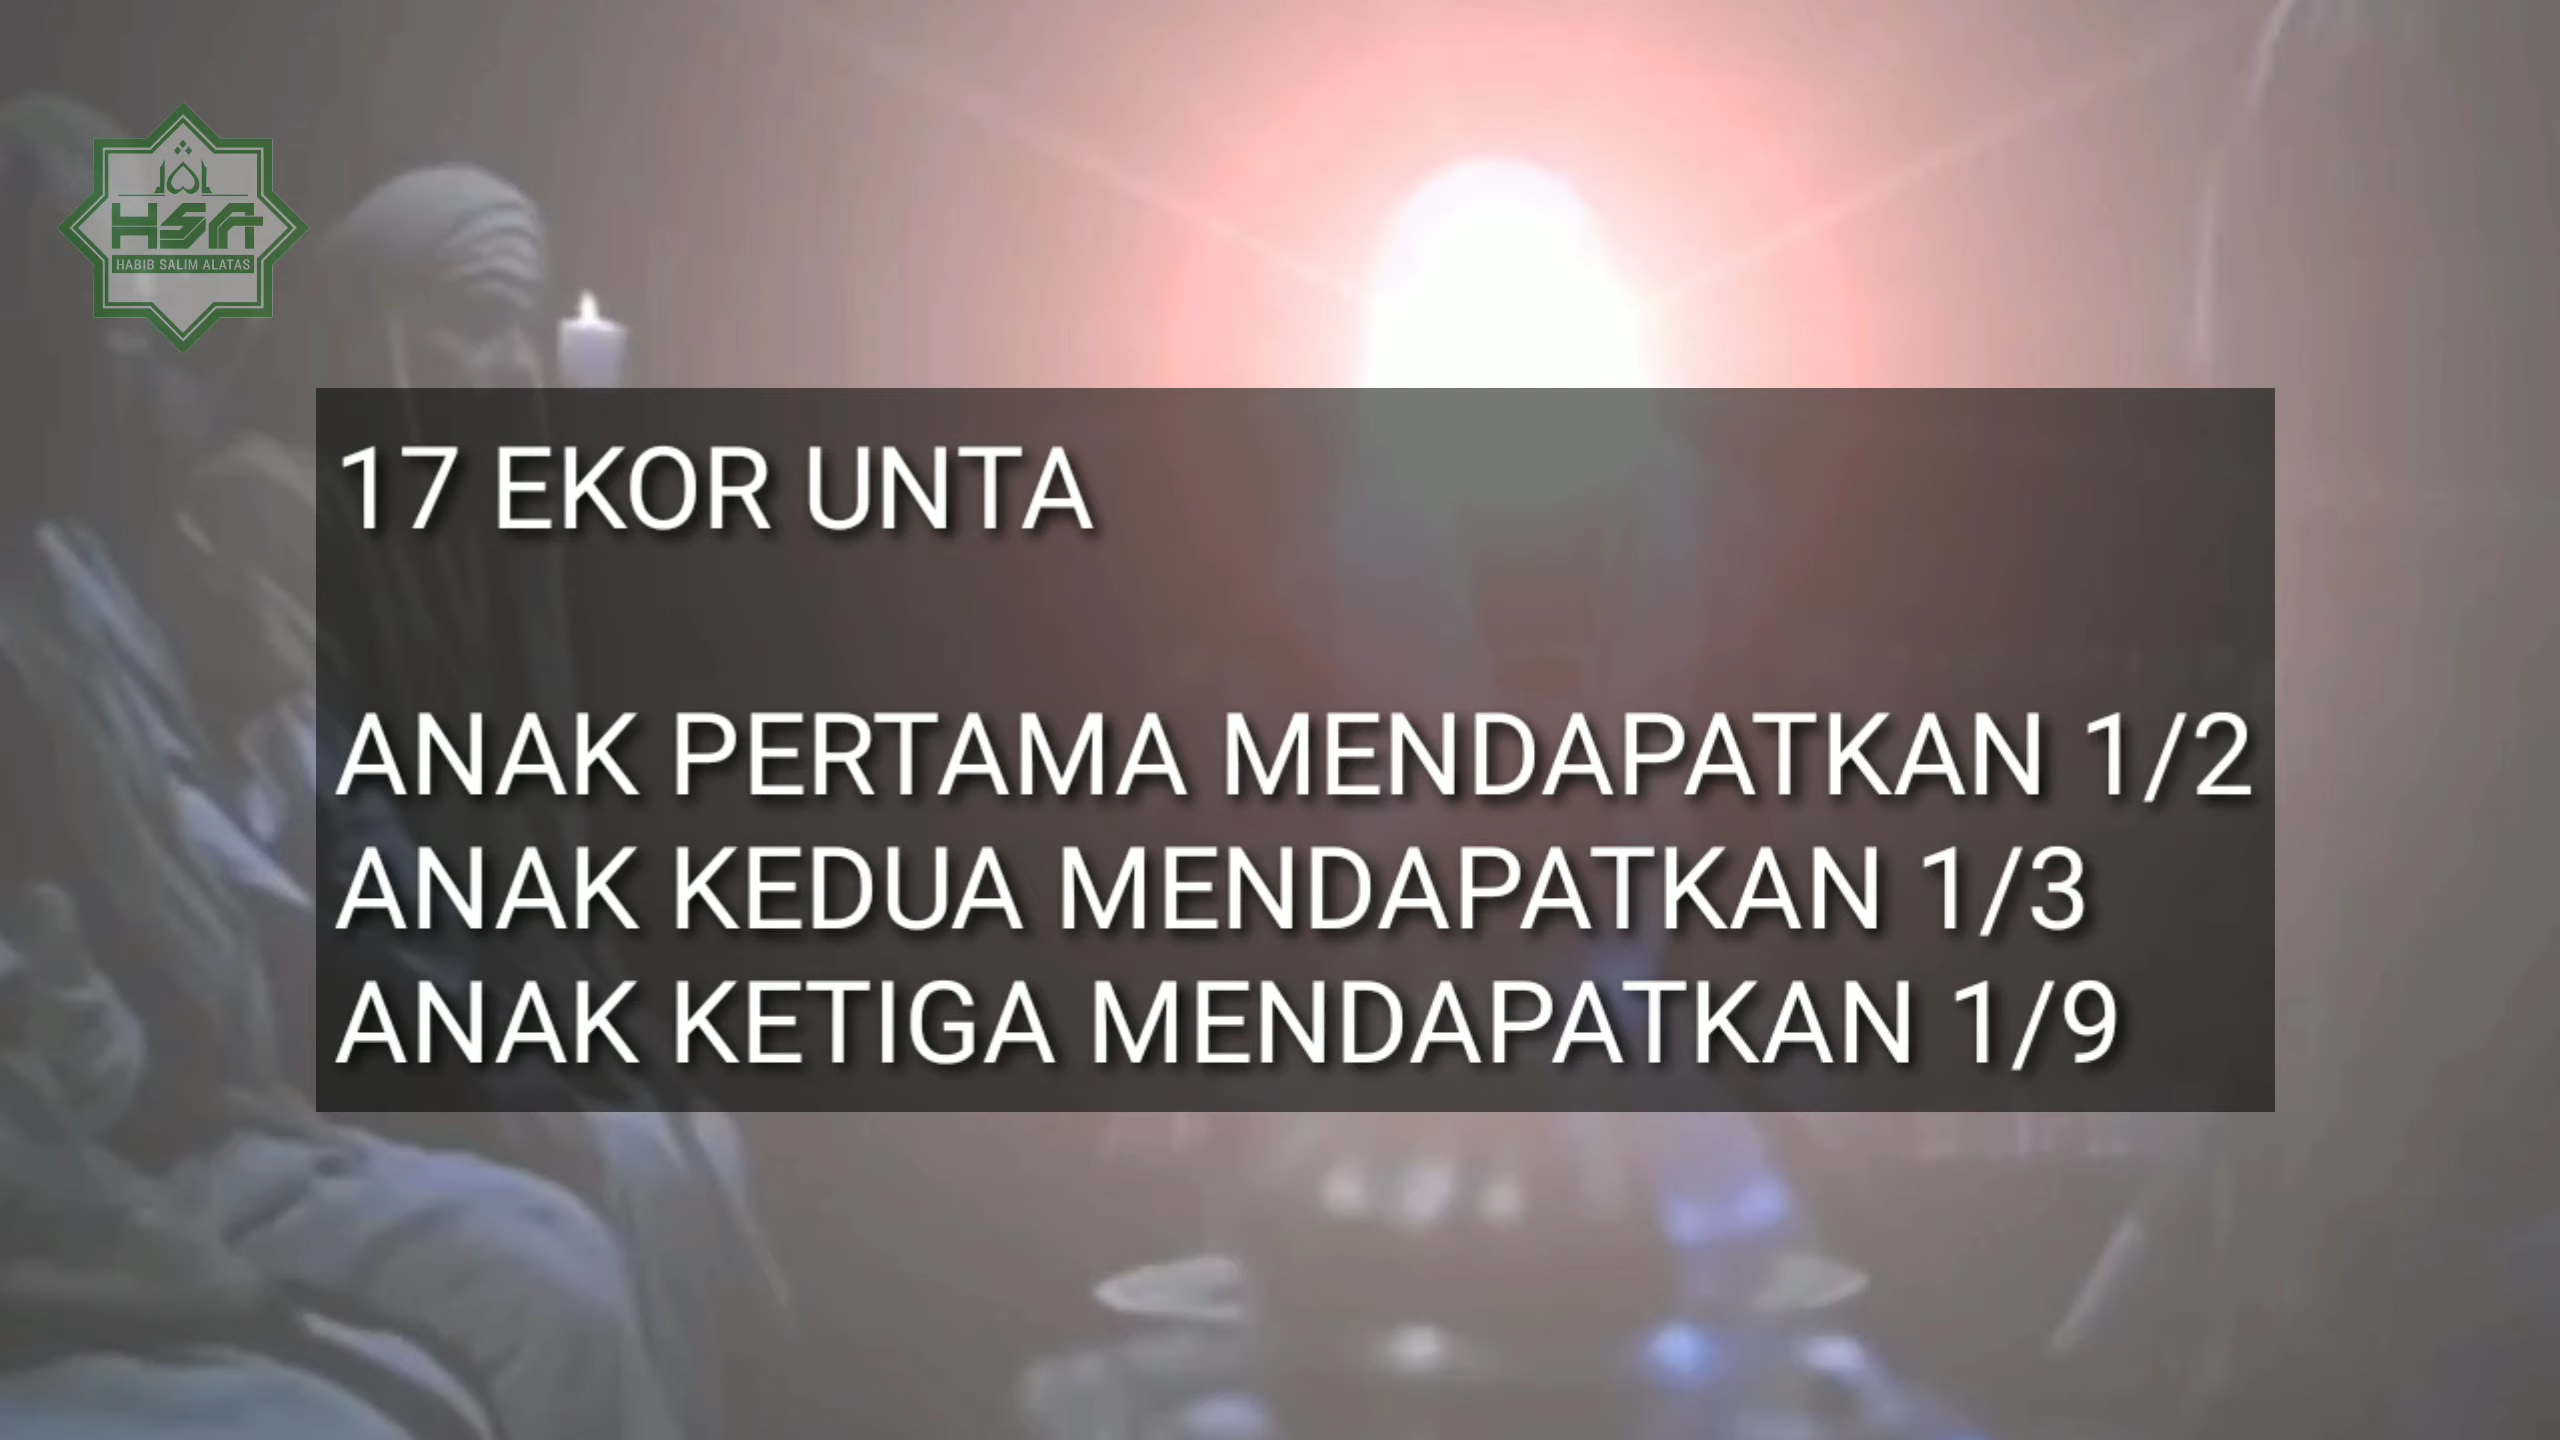 HSA
HABIB SALIM ALATAS
17 EKOR UNTA
ANAK PERTAMA MENDAPATKAN 1/2
ANAK KEDUA MENDAPATKAN 1/3
ANAK KETIGA MENDAPATKAN 1/9